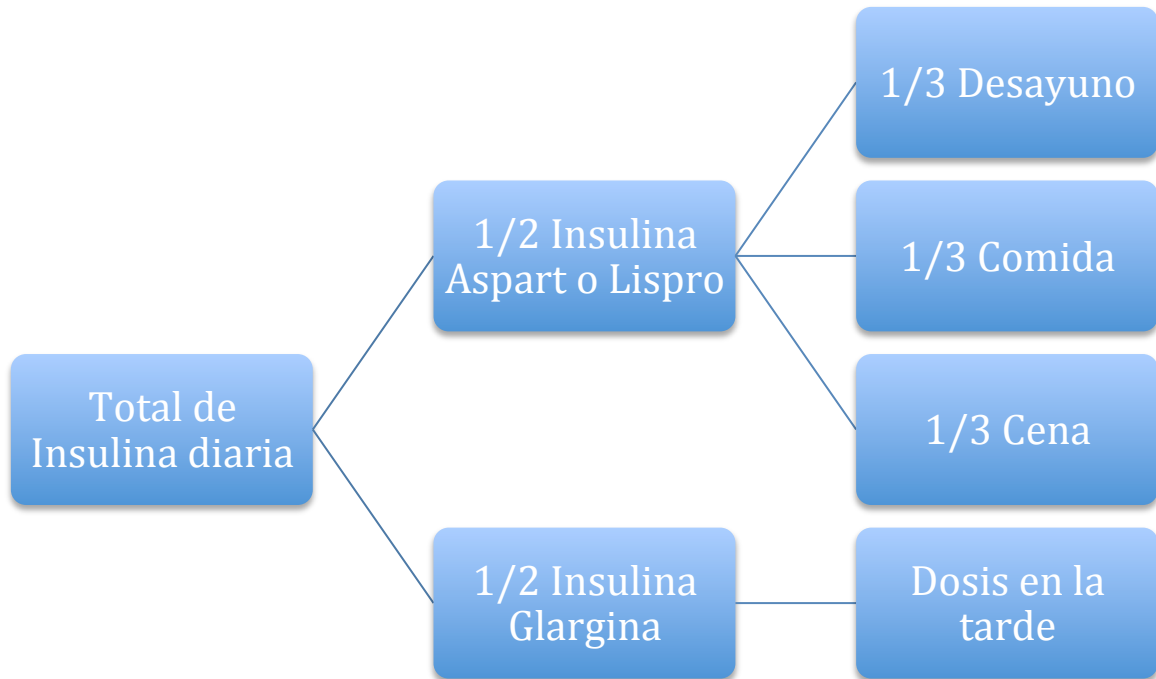 Total de
Insulina diaria
1/2 Insulina
Aspart o Lispro
1/3 Desayuno
1/3 Comida
1/3 Cena
1/2 Insulina
Glargina
Dosis en la
tarde